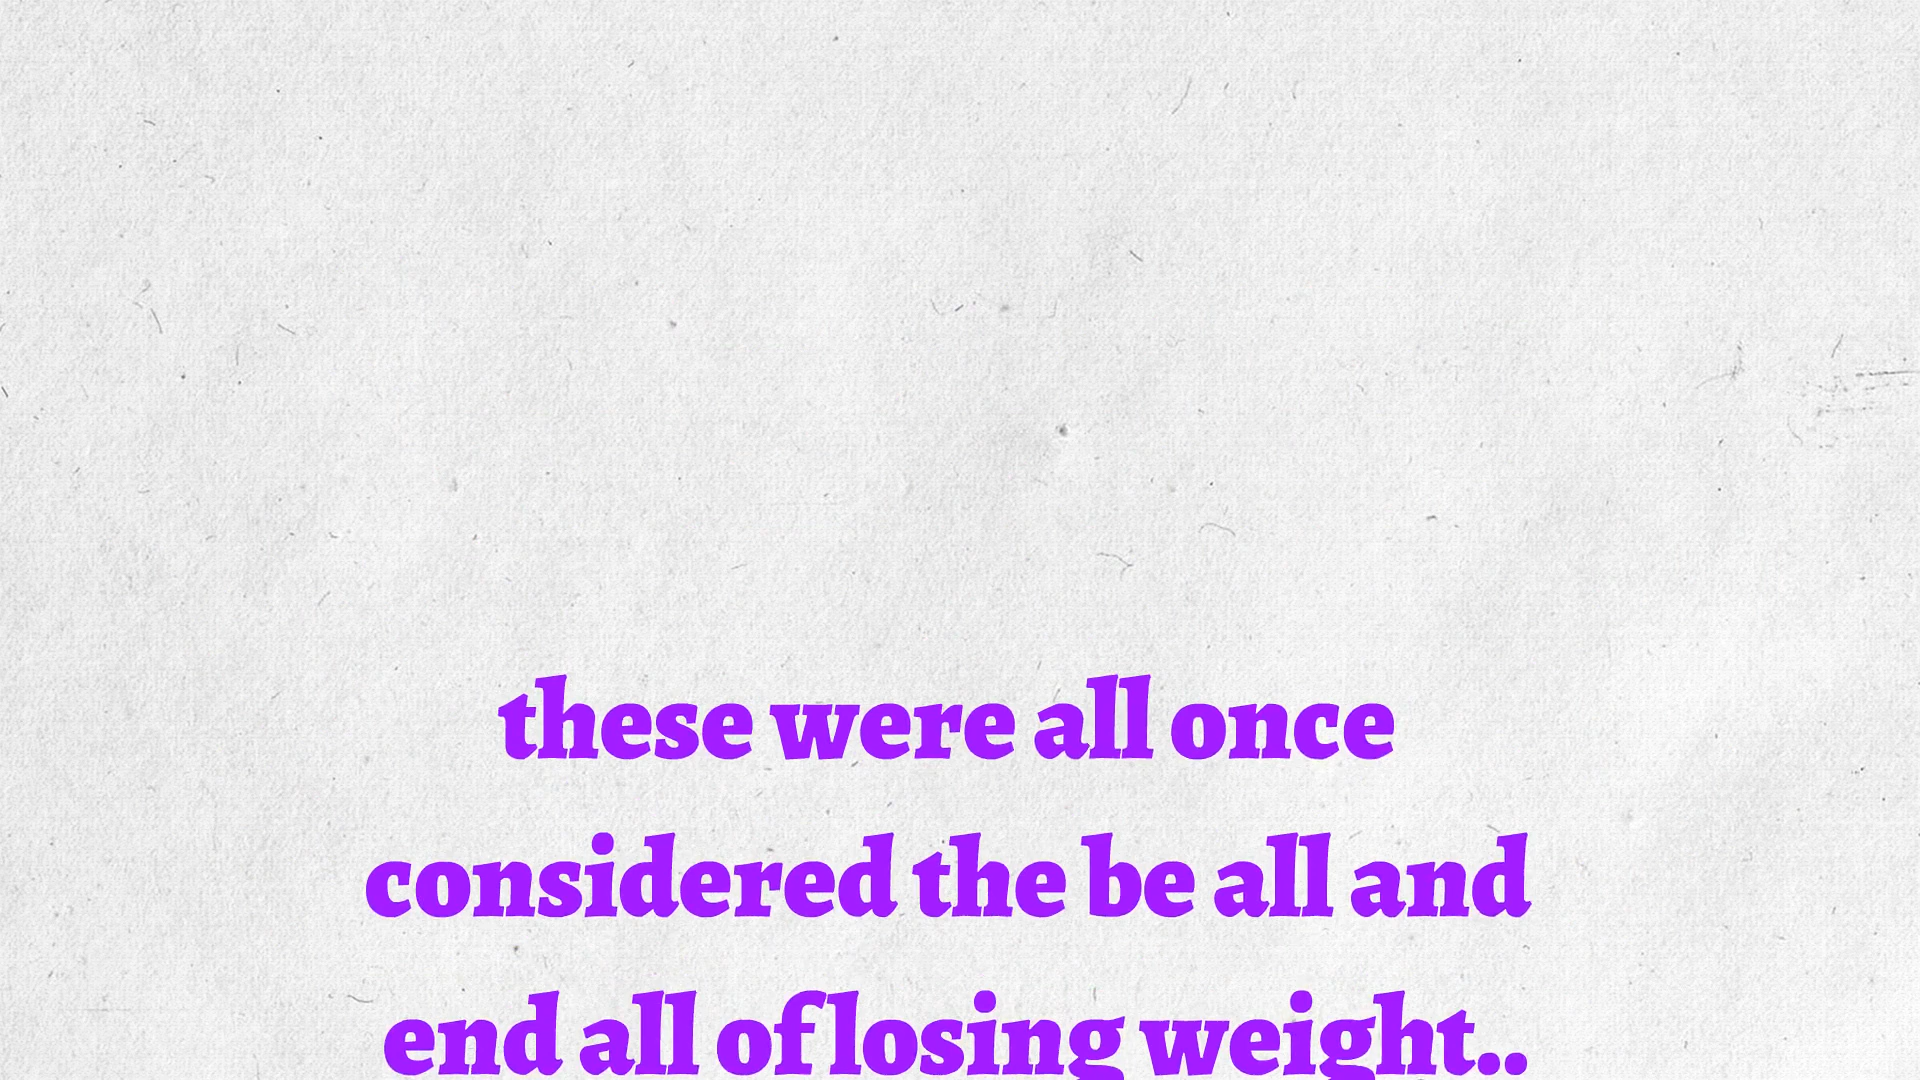 these were all once
considered the be all and
end all of losing weight..